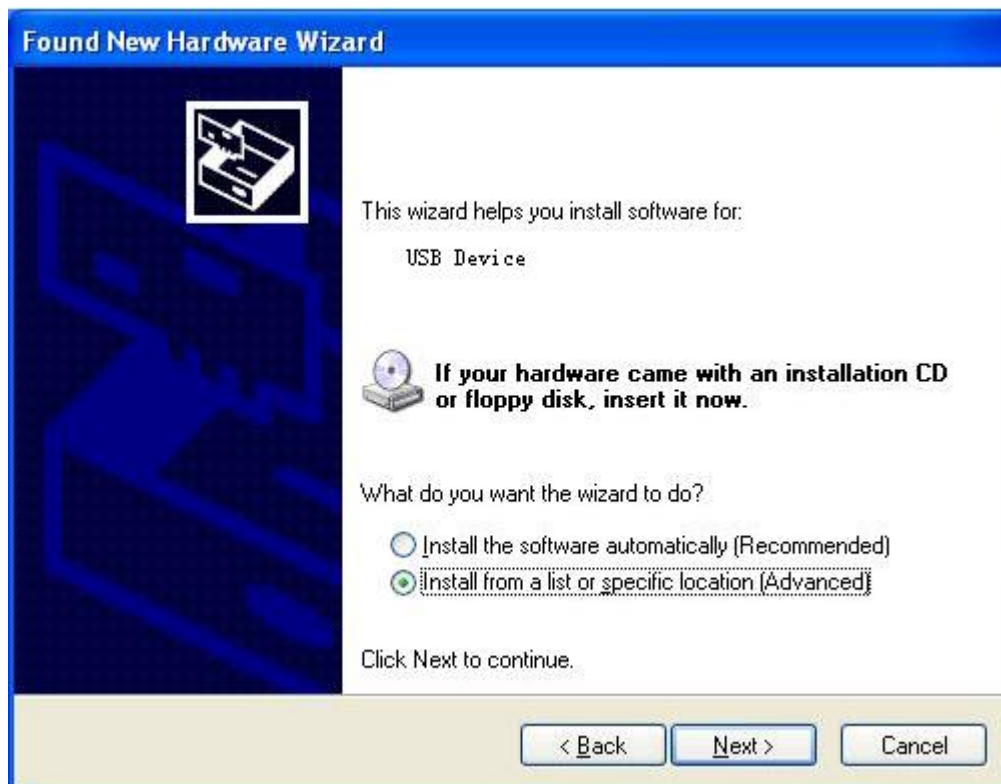 Found New Hardware Wizard
This wizard helps you install software for:
USB Device
If your hardware came with an installation CD
or floppy disk, insert it now.
What do you want the wizard to do?
Install the software automatically (Recommended)
Install from a list or specific location (Advanced)
Click Next to continue.
< Back Next > Cancel